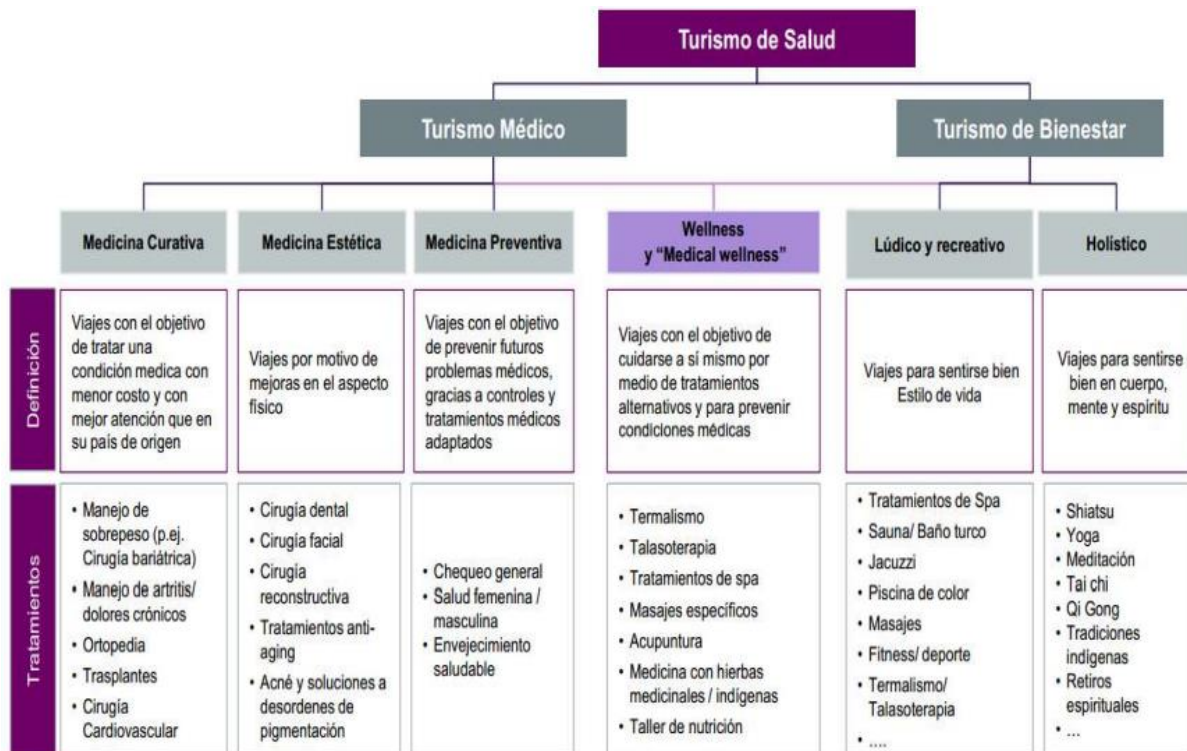 Turismo de Salud
Turismo Médico
Turismo de Bienestar
Medicina Curativa
Medicina Estética
Medicina Preventiva
Wellness
y “Medical wellness”
Lúdico y recreativo
Holístico
Definición
Viajes con el objetivo
de tratar una
condición medica con
menor costo y con
mejor atención que en
su país de origen
Viajes por motivo de
mejoras en el aspecto
físico
Viajes con el objetivo
de prevenir futuros
problemas médicos,
gracias a controles y
tratamientos médicos
adaptados
Viajes con el objetivo de
cuidarse a sí mismo por
medio de tratamientos
alternativos y para prevenir
condiciones médicas
Viajes para sentirse bien
Estilo de vida
Viajes para sentirse
bien en cuerpo,
mente y espíritu
Tratamientos
• Manejo de
sobrepeso (p.ej.
Cirugía bariátrica)
• Manejo de artritis/
dolores crónicos
• Ortopedia
• Trasplantes
• Cirugía
Cardiovascular
• Cirugía dental
• Cirugía facial
• Cirugía
reconstructiva
• Tratamientos anti-
aging
• Acné y soluciones a
desordenes de
pigmentación
• Chequeo general
• Salud femenina /
masculina
• Envejecimiento
saludable
• Termalismo
• Talasoterapia
• Tratamientos de spa
• Masajes específicos
• Acupuntura
• Medicina con hierbas
medicinales / indígenas
• Taller de nutrición
• Tratamientos de Spa
• Sauna/ Baño turco
• Jacuzzi
• Piscina de color
• Masajes
• Fitness/ deporte
• Termalismo/
Talasoterapia
• ....
• Shiatsu
• Yoga
• Meditación
• Tai chi
• Qi Gong
• Tradiciones
indígenas
• Retiros
espirituales
• ...